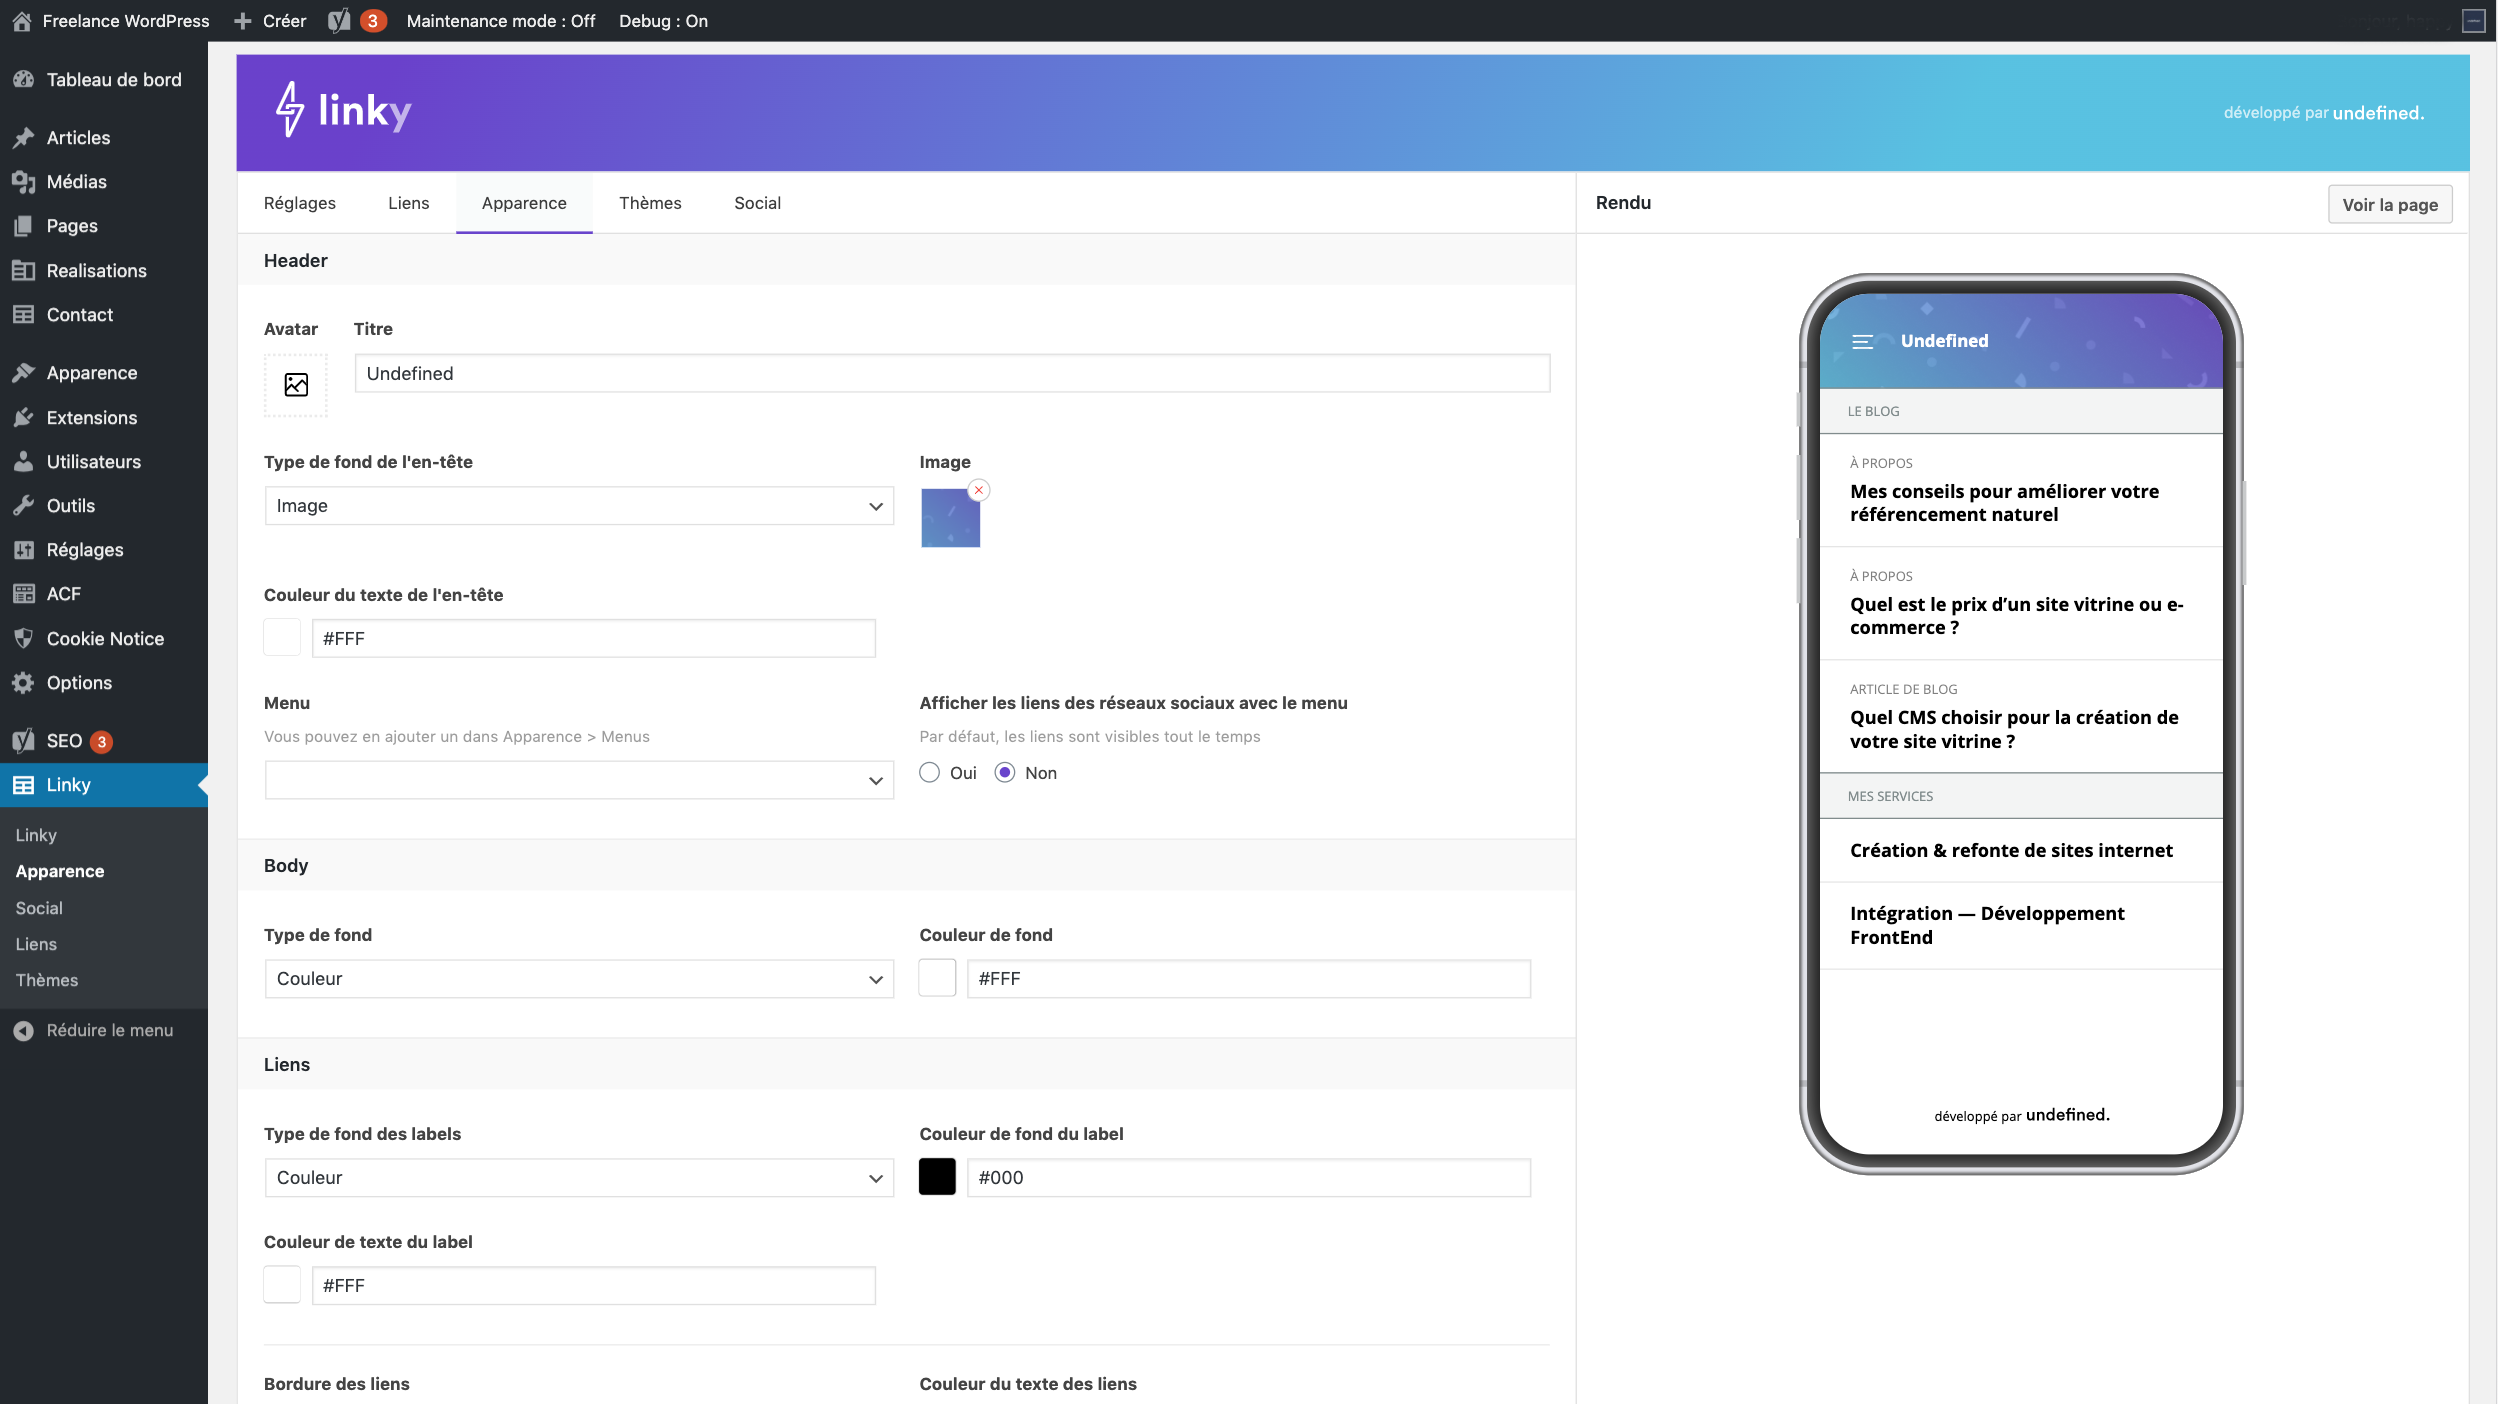 Freelance WordPress
Créer
3
Maintenance mode : Off
Debug : On
Tableau de bord
Articles
Médias
Pages
Realisations
Contact
Apparence
Extensions
Utilisateurs
Outils
Réglages
ACF
Cookie Notice
Options
SEO 3
Linky
Linky
Apparence
Social
Liens
Thèmes
Réduire le menu
linky
développé par undefined.
Réglages
Liens
Apparence
Thèmes
Social
Header
Avatar
Titre
Undefined
Type de fond de l'en-tête
Image
Image
Couleur du texte de l'en-tête
#FFF
Menu
Vous pouvez en ajouter un dans Apparence > Menus
Afficher les liens des réseaux sociaux avec le menu
Par défaut, les liens sont visibles tout le temps
Oui
Non
Body
Type de fond
Couleur
Couleur de fond
#FFF
Liens
Type de fond des labels
Couleur
Couleur de fond du label
#000
Couleur de texte du label
#FFF
Bordure des liens
Couleur du texte des liens
Rendu
Voir la page
Undefined
LE BLOG
À PROPOS
Mes conseils pour améliorer votre
référencement naturel
À PROPOS
Quel est le prix d’un site vitrine ou e-
commerce ?
ARTICLE DE BLOG
Quel CMS choisir pour la création de
votre site vitrine ?
MES SERVICES
Création & refonte de sites internet
Intégration — Développement
FrontEnd
développé par undefined.